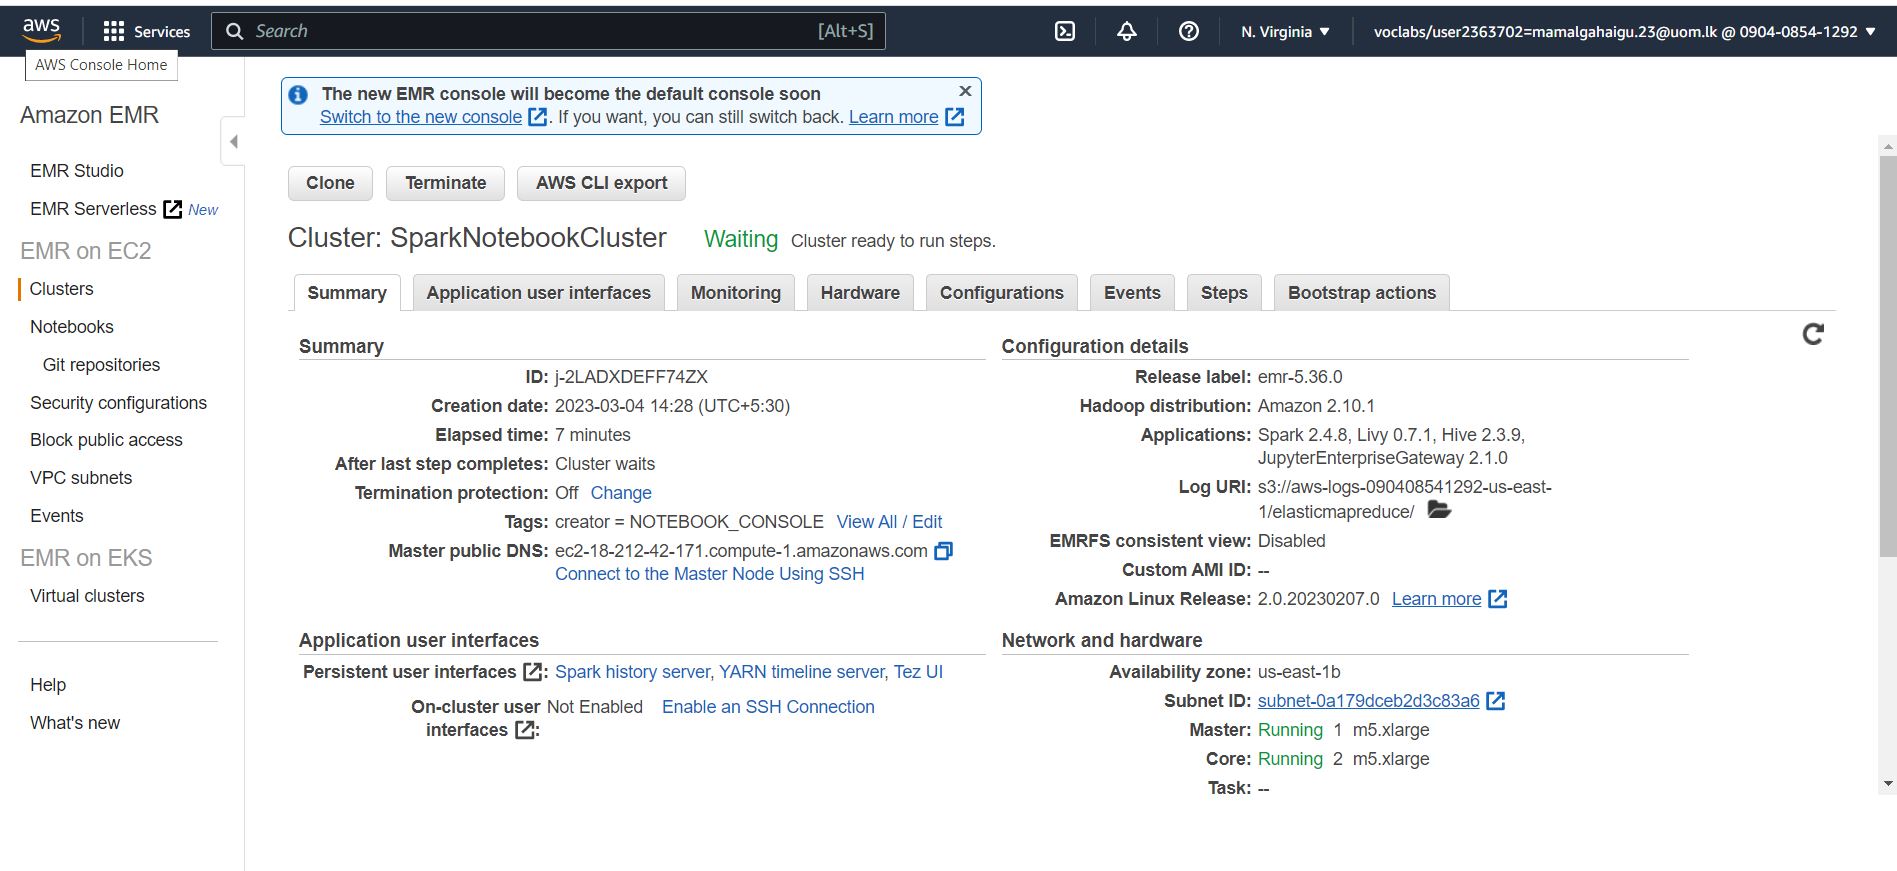 aws
Services
Search
[Alt+S]
N. Virginia
voclabs/user2363702=mamalgahaigu.23@uom.lk @ 0904-0854-1292
AWS Console Home
Amazon EMR
EMR Studio
EMR Serverless New
EMR on EC2
Clusters
Notebooks
Git repositories
Security configurations
Block public access
VPC subnets
Events
EMR on EKS
Virtual clusters
Help
What's new
The new EMR console will become the default console soon
Switch to the new console. If you want, you can still switch back. Learn more
Clone Terminate AWS CLI export
Cluster: SparkNotebookCluster Waiting Cluster ready to run steps.
Summary Application user interfaces Monitoring Hardware Configurations Events Steps Bootstrap actions
Summary
ID: j-2LADXDEFF74ZX
Creation date: 2023-03-04 14:28 (UTC+5:30)
Elapsed time: 7 minutes
After last step completes: Cluster waits
Termination protection: Off Change
Tags: creator = NOTEBOOK_CONSOLE View All / Edit
Master public DNS: ec2-18-212-42-171.compute-1.amazonaws.com
Connect to the Master Node Using SSH
Configuration details
Release label: emr-5.36.0
Hadoop distribution: Amazon 2.10.1
Applications: Spark 2.4.8, Livy 0.7.1, Hive 2.3.9,
JupyterEnterpriseGateway 2.1.0
Log URI: s3://aws-logs-090408541292-us-east-
1/elasticmapreduce/
EMRFS consistent view: Disabled
Custom AMI ID: --
Amazon Linux Release: 2.0.20230207.0 Learn more
Application user interfaces
Persistent user interfaces : Spark history server, YARN timeline server, Tez UI
On-cluster user Not Enabled Enable an SSH Connection
interfaces :
Network and hardware
Availability zone: us-east-1b
Subnet ID: subnet-0a179dceb2d3c83a6
Master: Running 1 m5.xlarge
Core: Running 2 m5.xlarge
Task: --